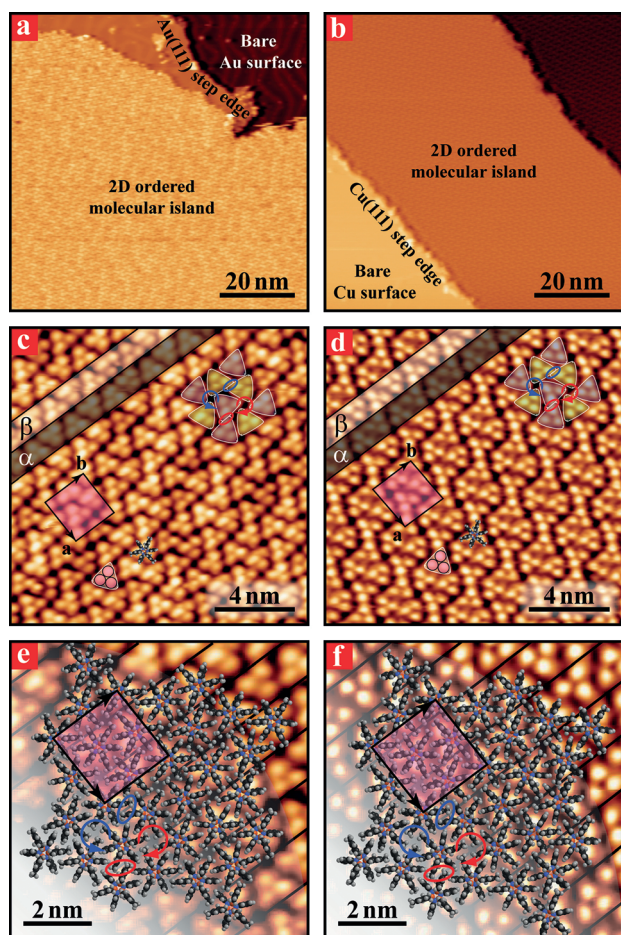 a
Au(111) step edge
Bare
Au surface
2D ordered
molecular island
20 nm
b
2D ordered
molecular island
Cu(111) step edge
Bare
Cu surface
20 nm
c
β
α
b
a
4 nm
d
β
α
b
a
4 nm
e
2 nm
f
2 nm